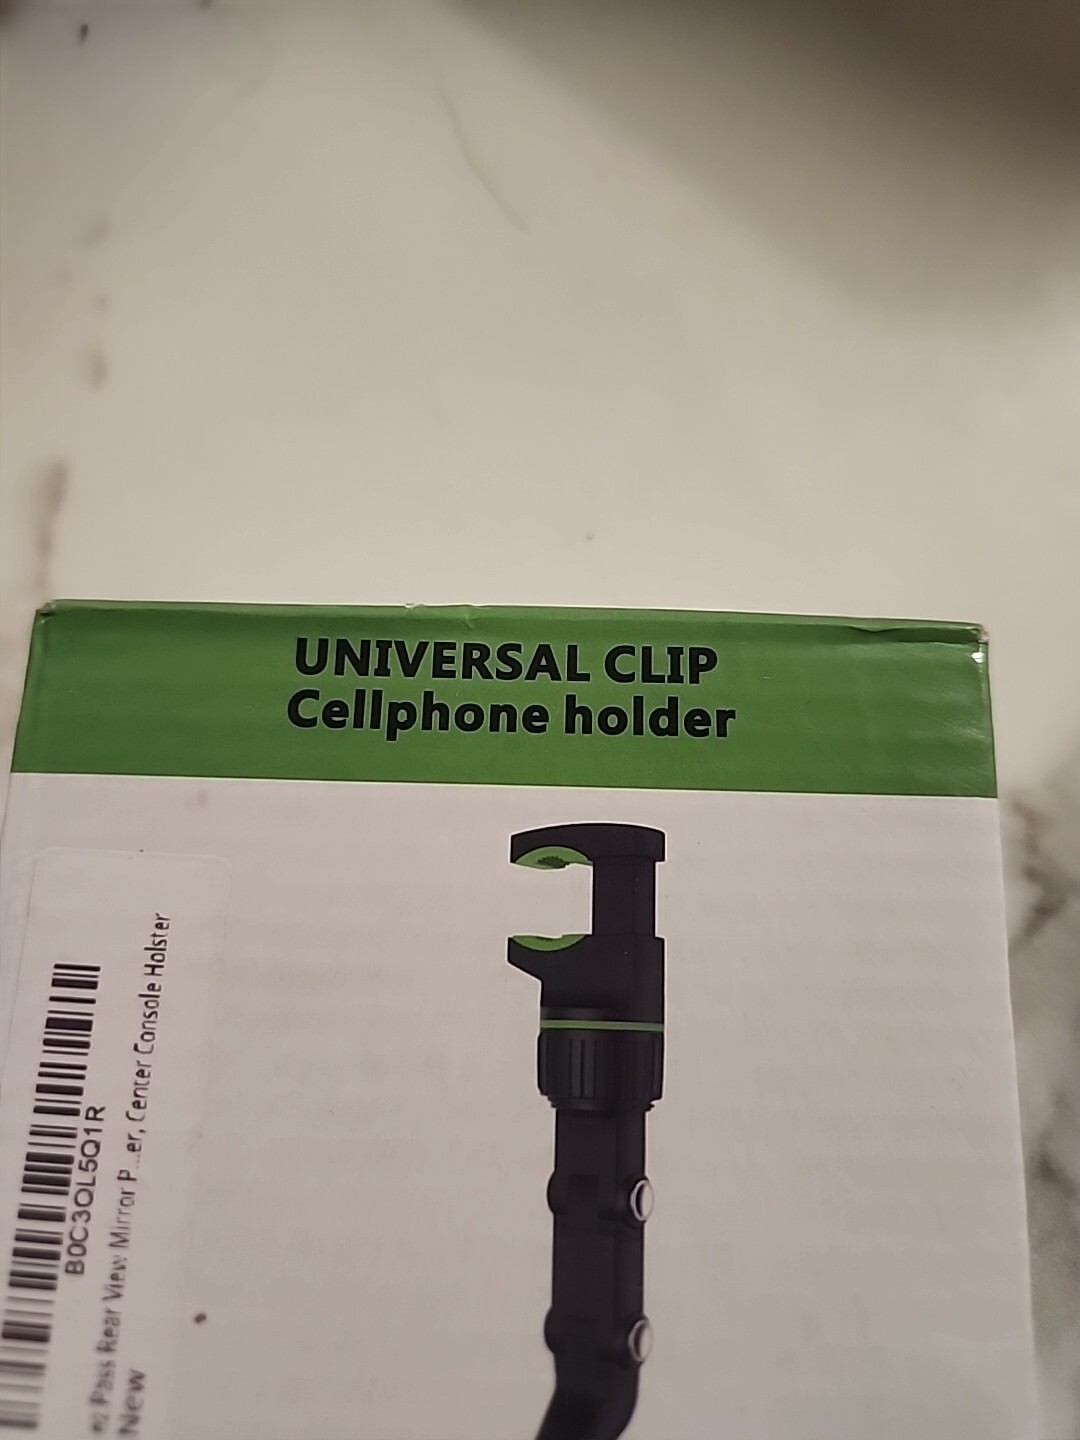 UNIVERSAL CLIP
Cellphone holder
B0C3QL5Q1R
Pass Rear View Mirror P...er, Center Console Holster
New